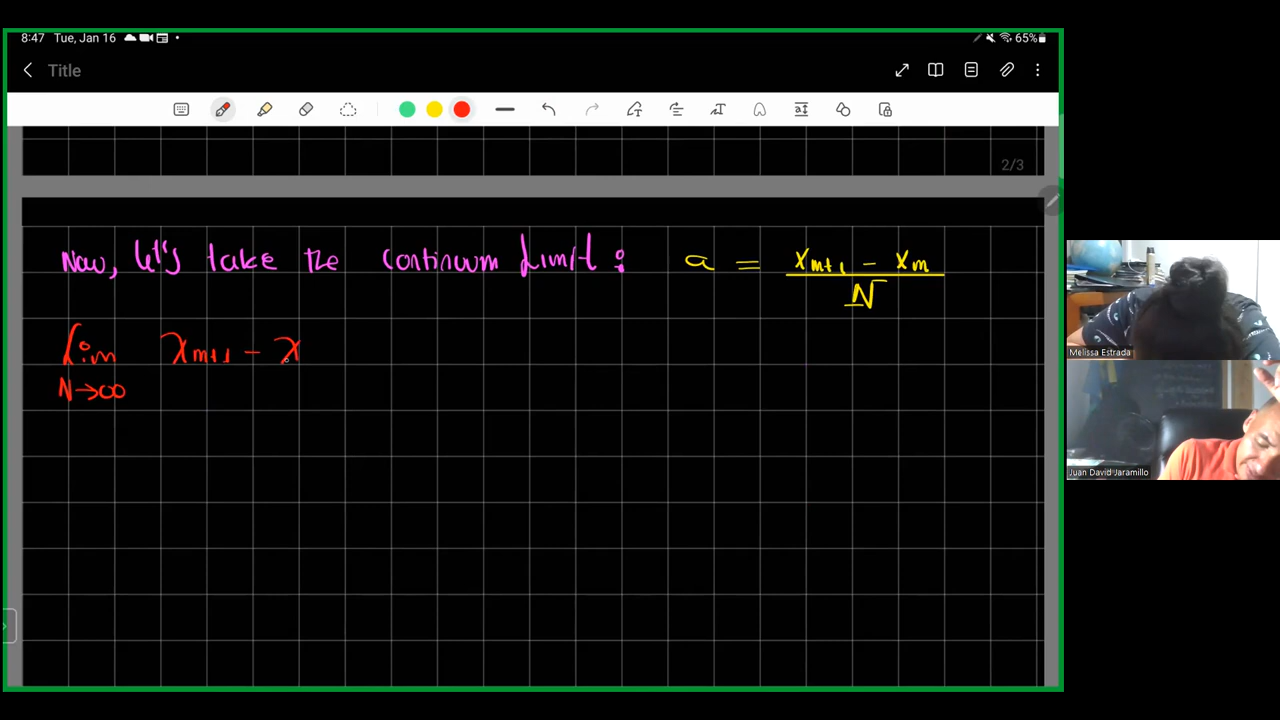 8:47 Tue, Jan 16
65%
Title
2/3
Now, let's take the continuum Limit : a = (x_{m+1} - x_m) / N
Lim x_{m+1} - x
N→∞
Melissa Estrada
Juan David Jaramillo